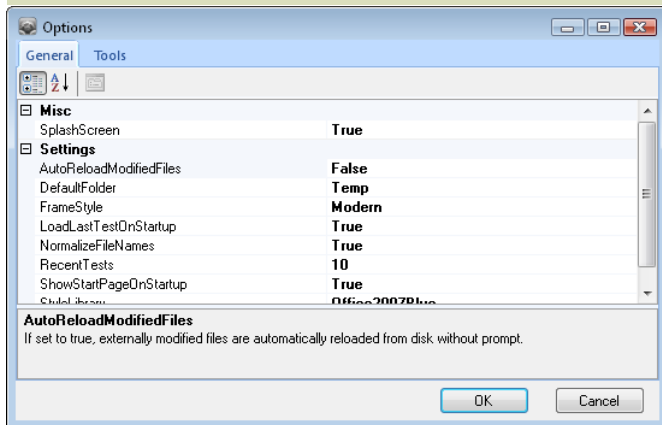 Options
General Tools
Misc
SplashScreen True
Settings
AutoReloadModifiedFiles False
DefaultFolder Temp
FrameStyle Modern
LoadLastTestOnStartup True
NormalizeFileNames True
RecentTests 10
ShowStartPageOnStartup True
StyleLibrary Office2007Blue
AutoReloadModifiedFiles
If set to true, externally modified files are automatically reloaded from disk without prompt.
OK Cancel